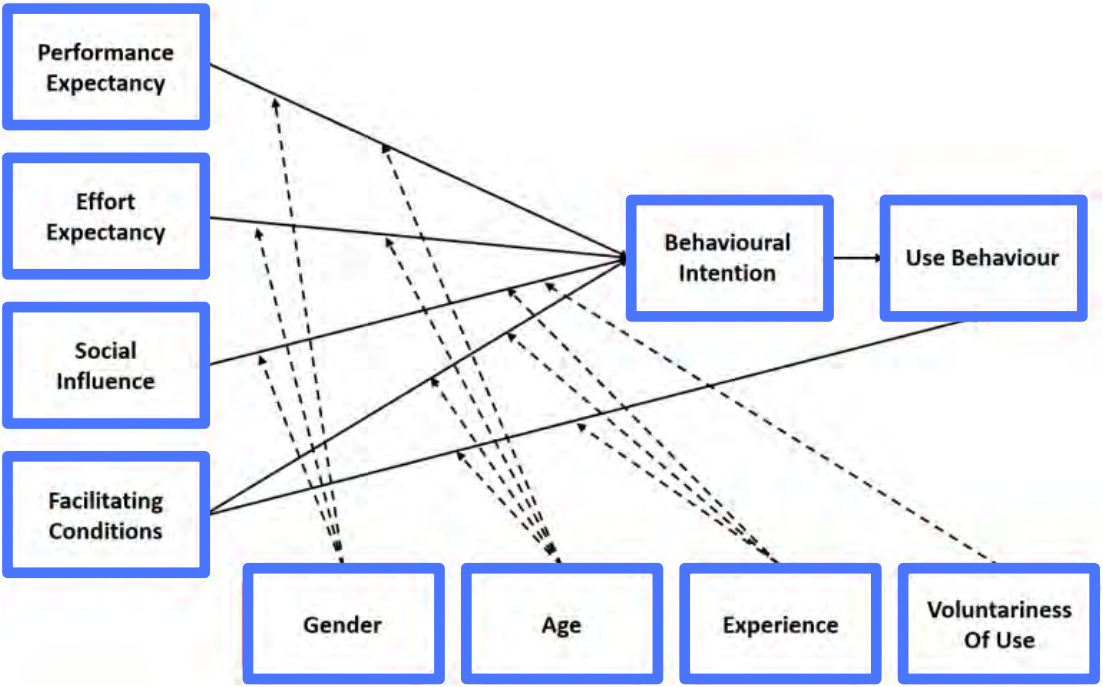 Performance
Expectancy
Effort
Expectancy
Social
Influence
Facilitating
Conditions
Behavioural
Intention
Use Behaviour
Gender
Age
Experience
Voluntariness
Of Use